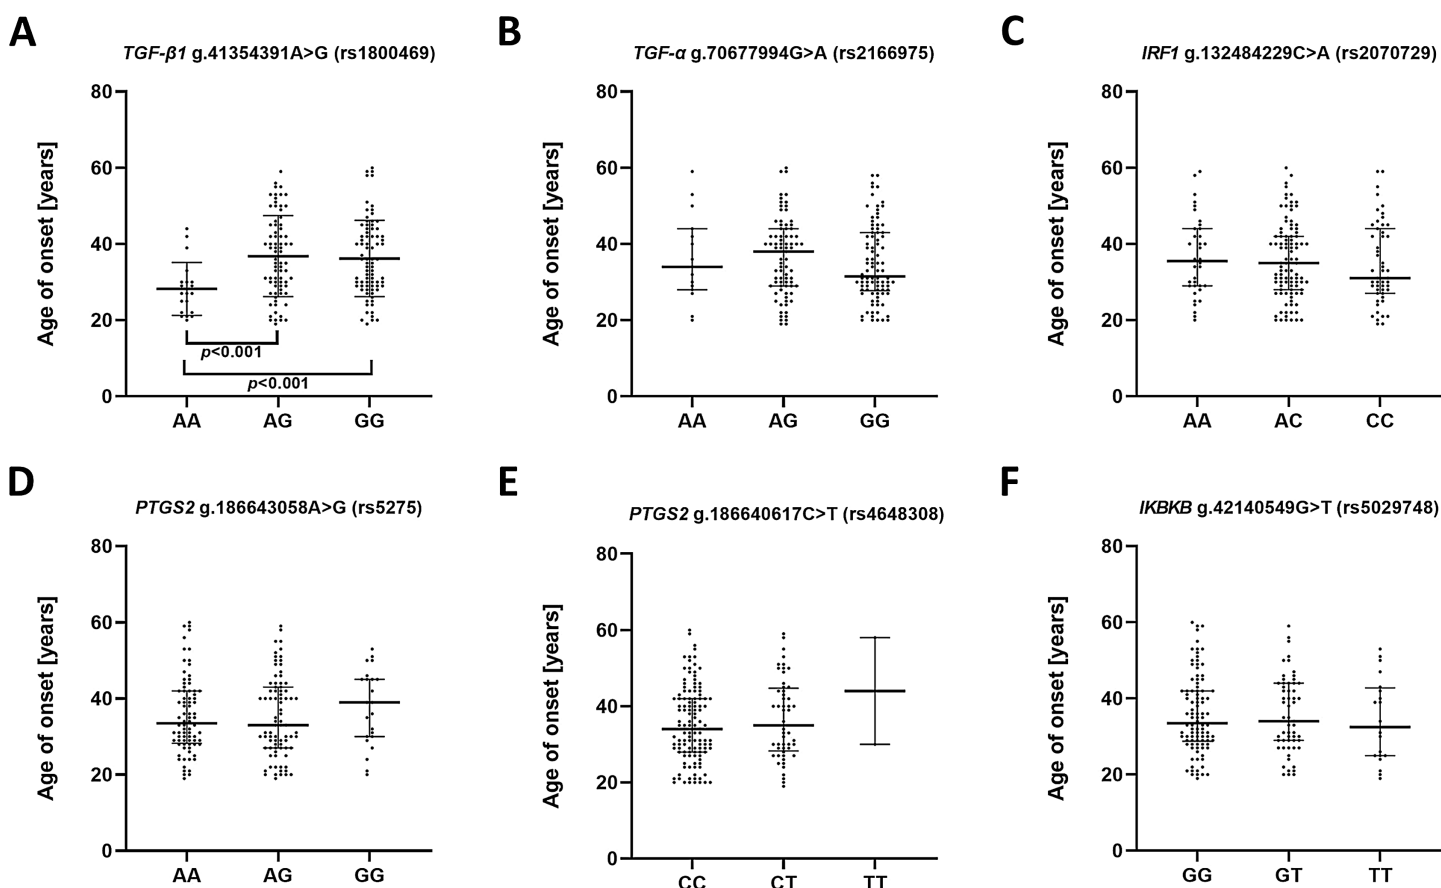 A
TGF-β1 g.41354391A>G (rs1800469)
Age of onset [years]
80
60
40
20
0
p<0.001
p<0.001
AA AG GG
B
TGF-α g.70677994G>A (rs2166975)
Age of onset [years]
80
60
40
20
0
AA AG GG
C
IRF1 g.132484229C>A (rs2070729)
Age of onset [years]
80
60
40
20
0
AA AC CC
D
PTGS2 g.186643058A>G (rs5275)
Age of onset [years]
80
60
40
20
0
AA AG GG
E
PTGS2 g.186640617C>T (rs4648308)
Age of onset [years]
80
60
40
20
0
CC CT TT
F
IKBKB g.42140549G>T (rs5029748)
Age of onset [years]
80
60
40
20
0
GG GT TT